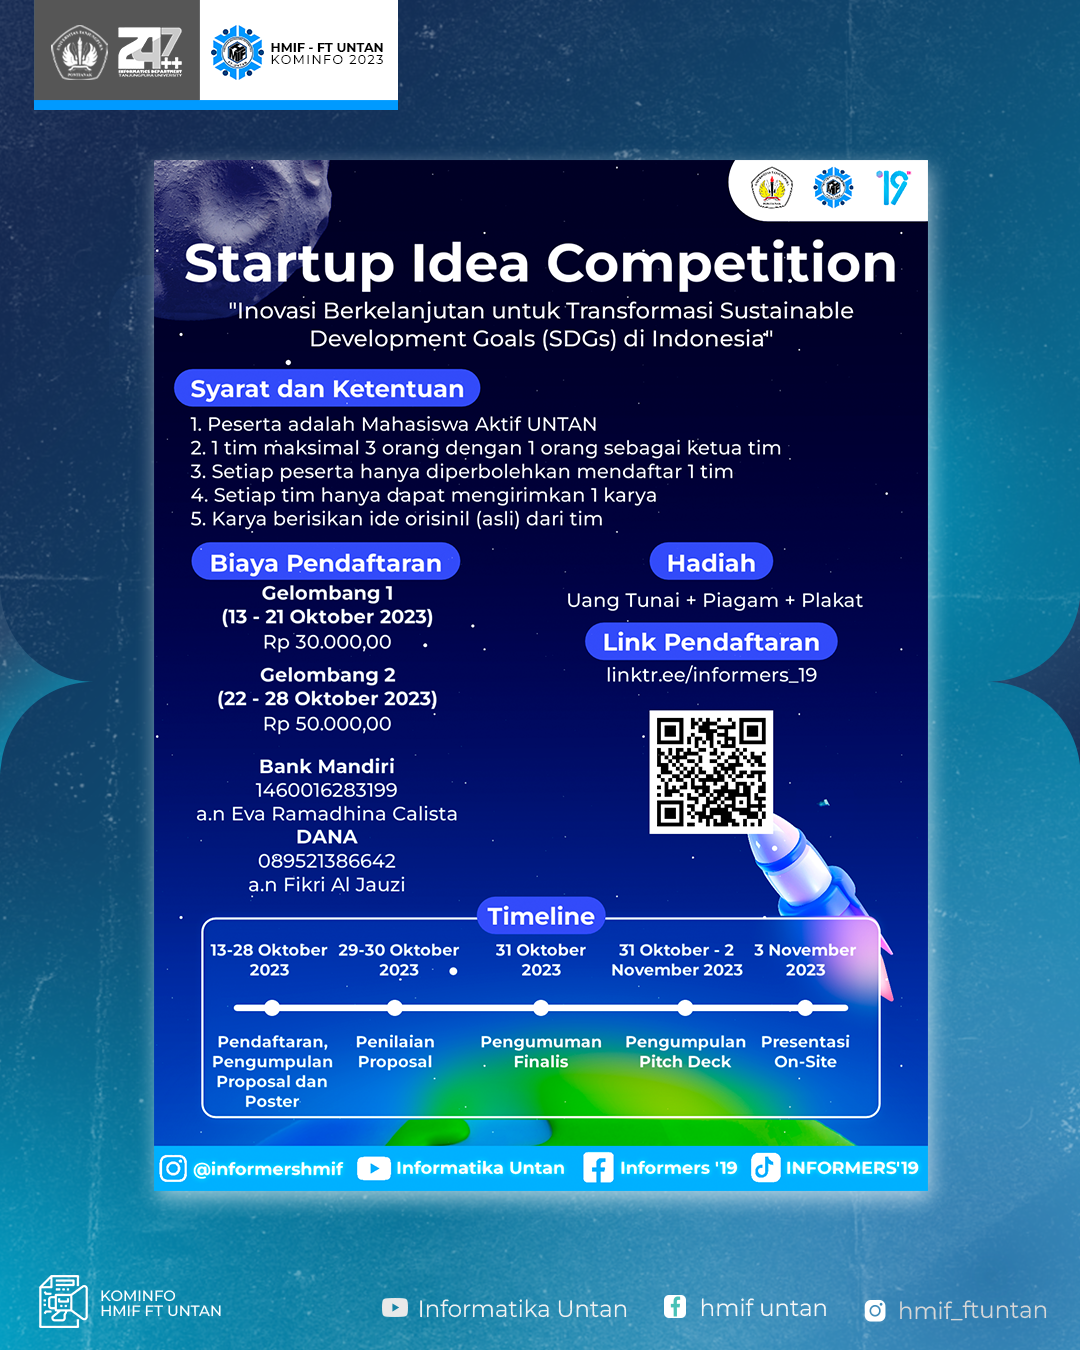 247++
INFORMATICS DEPARTMENT
TANJUNGPURA UNIVERSITY
HMIF - FT UNTAN
KOMINFO 2023
19
Startup Idea Competition
"Inovasi Berkelanjutan untuk Transformasi Sustainable
Development Goals (SDGs) di Indonesia"
Syarat dan Ketentuan
1. Peserta adalah Mahasiswa Aktif UNTAN
2. 1 tim maksimal 3 orang dengan 1 orang sebagai ketua tim
3. Setiap peserta hanya diperbolehkan mendaftar 1 tim
4. Setiap tim hanya dapat mengirimkan 1 karya
5. Karya berisikan ide orisinil (asli) dari tim
Biaya Pendaftaran
Gelombang 1
(13 - 21 Oktober 2023)
Rp 30.000,00
Gelombang 2
(22 - 28 Oktober 2023)
Rp 50.000,00
Bank Mandiri
1460016283199
a.n Eva Ramadhina Calista
DANA
089521386642
a.n Fikri Al Jauzi
Hadiah
Uang Tunai + Piagam + Plakat
Link Pendaftaran
linktr.ee/informers_19
Timeline
13-28 Oktober
2023
Pendaftaran,
Pengumpulan
Proposal dan
Poster
29-30 Oktober
2023
Penilaian
Proposal
31 Oktober
2023
Pengumuman
Finalis
31 Oktober - 2
November 2023
Pengumpulan
Pitch Deck
3 November
2023
Presentasi
On-Site
@informershmif
Informatika Untan
Informers '19
INFORMERS'19
KOMINFO
HMIF FT UNTAN
Informatika Untan
hmif untan
hmif_ftuntan